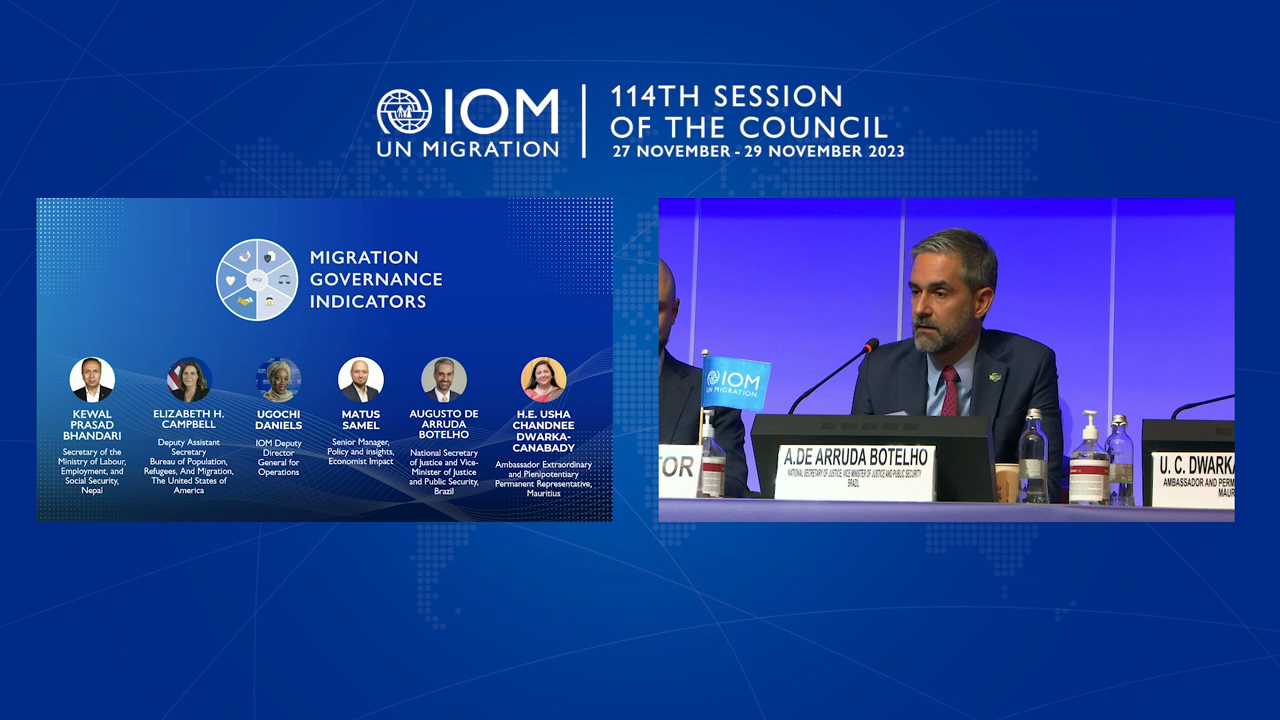 IOM
UN MIGRATION
114TH SESSION
OF THE COUNCIL
27 NOVEMBER - 29 NOVEMBER 2023
MGI
MIGRATION
GOVERNANCE
INDICATORS
KEWAL
PRASAD
BHANDARI
Secretary of the
Ministry of Labour,
Employment, and
Social Security,
Nepal
ELIZABETH H.
CAMPBELL
Deputy Assistant
Secretary
Bureau of Population,
Refugees, And Migration,
The United States of
America
UGOCHI
DANIELS
IOM Deputy
Director
General for
Operations
MATUS
SAMEL
Senior Manager,
Policy and insights,
Economist Impact
AUGUSTO DE
ARRUDA
BOTELHO
National Secretary
of Justice and Vice-
Minister of Justice
and Public Security,
Brazil
H.E. USHA
CHANDNEE
DWARKA-
CANABADY
Ambassador Extraordinary
and Plenipotentiary
Permanent Representative,
Mauritius
IOM
UN MIGRATION
TOR
A.DE ARRUDA BOTELHO
NATIONAL SECRETARY OF JUSTICE, VICE MINISTER OF JUSTICE AND PUBLIC SECURITY
BRAZIL
U. C. DWARKA
AMBASSADOR AND PERM
MAUR